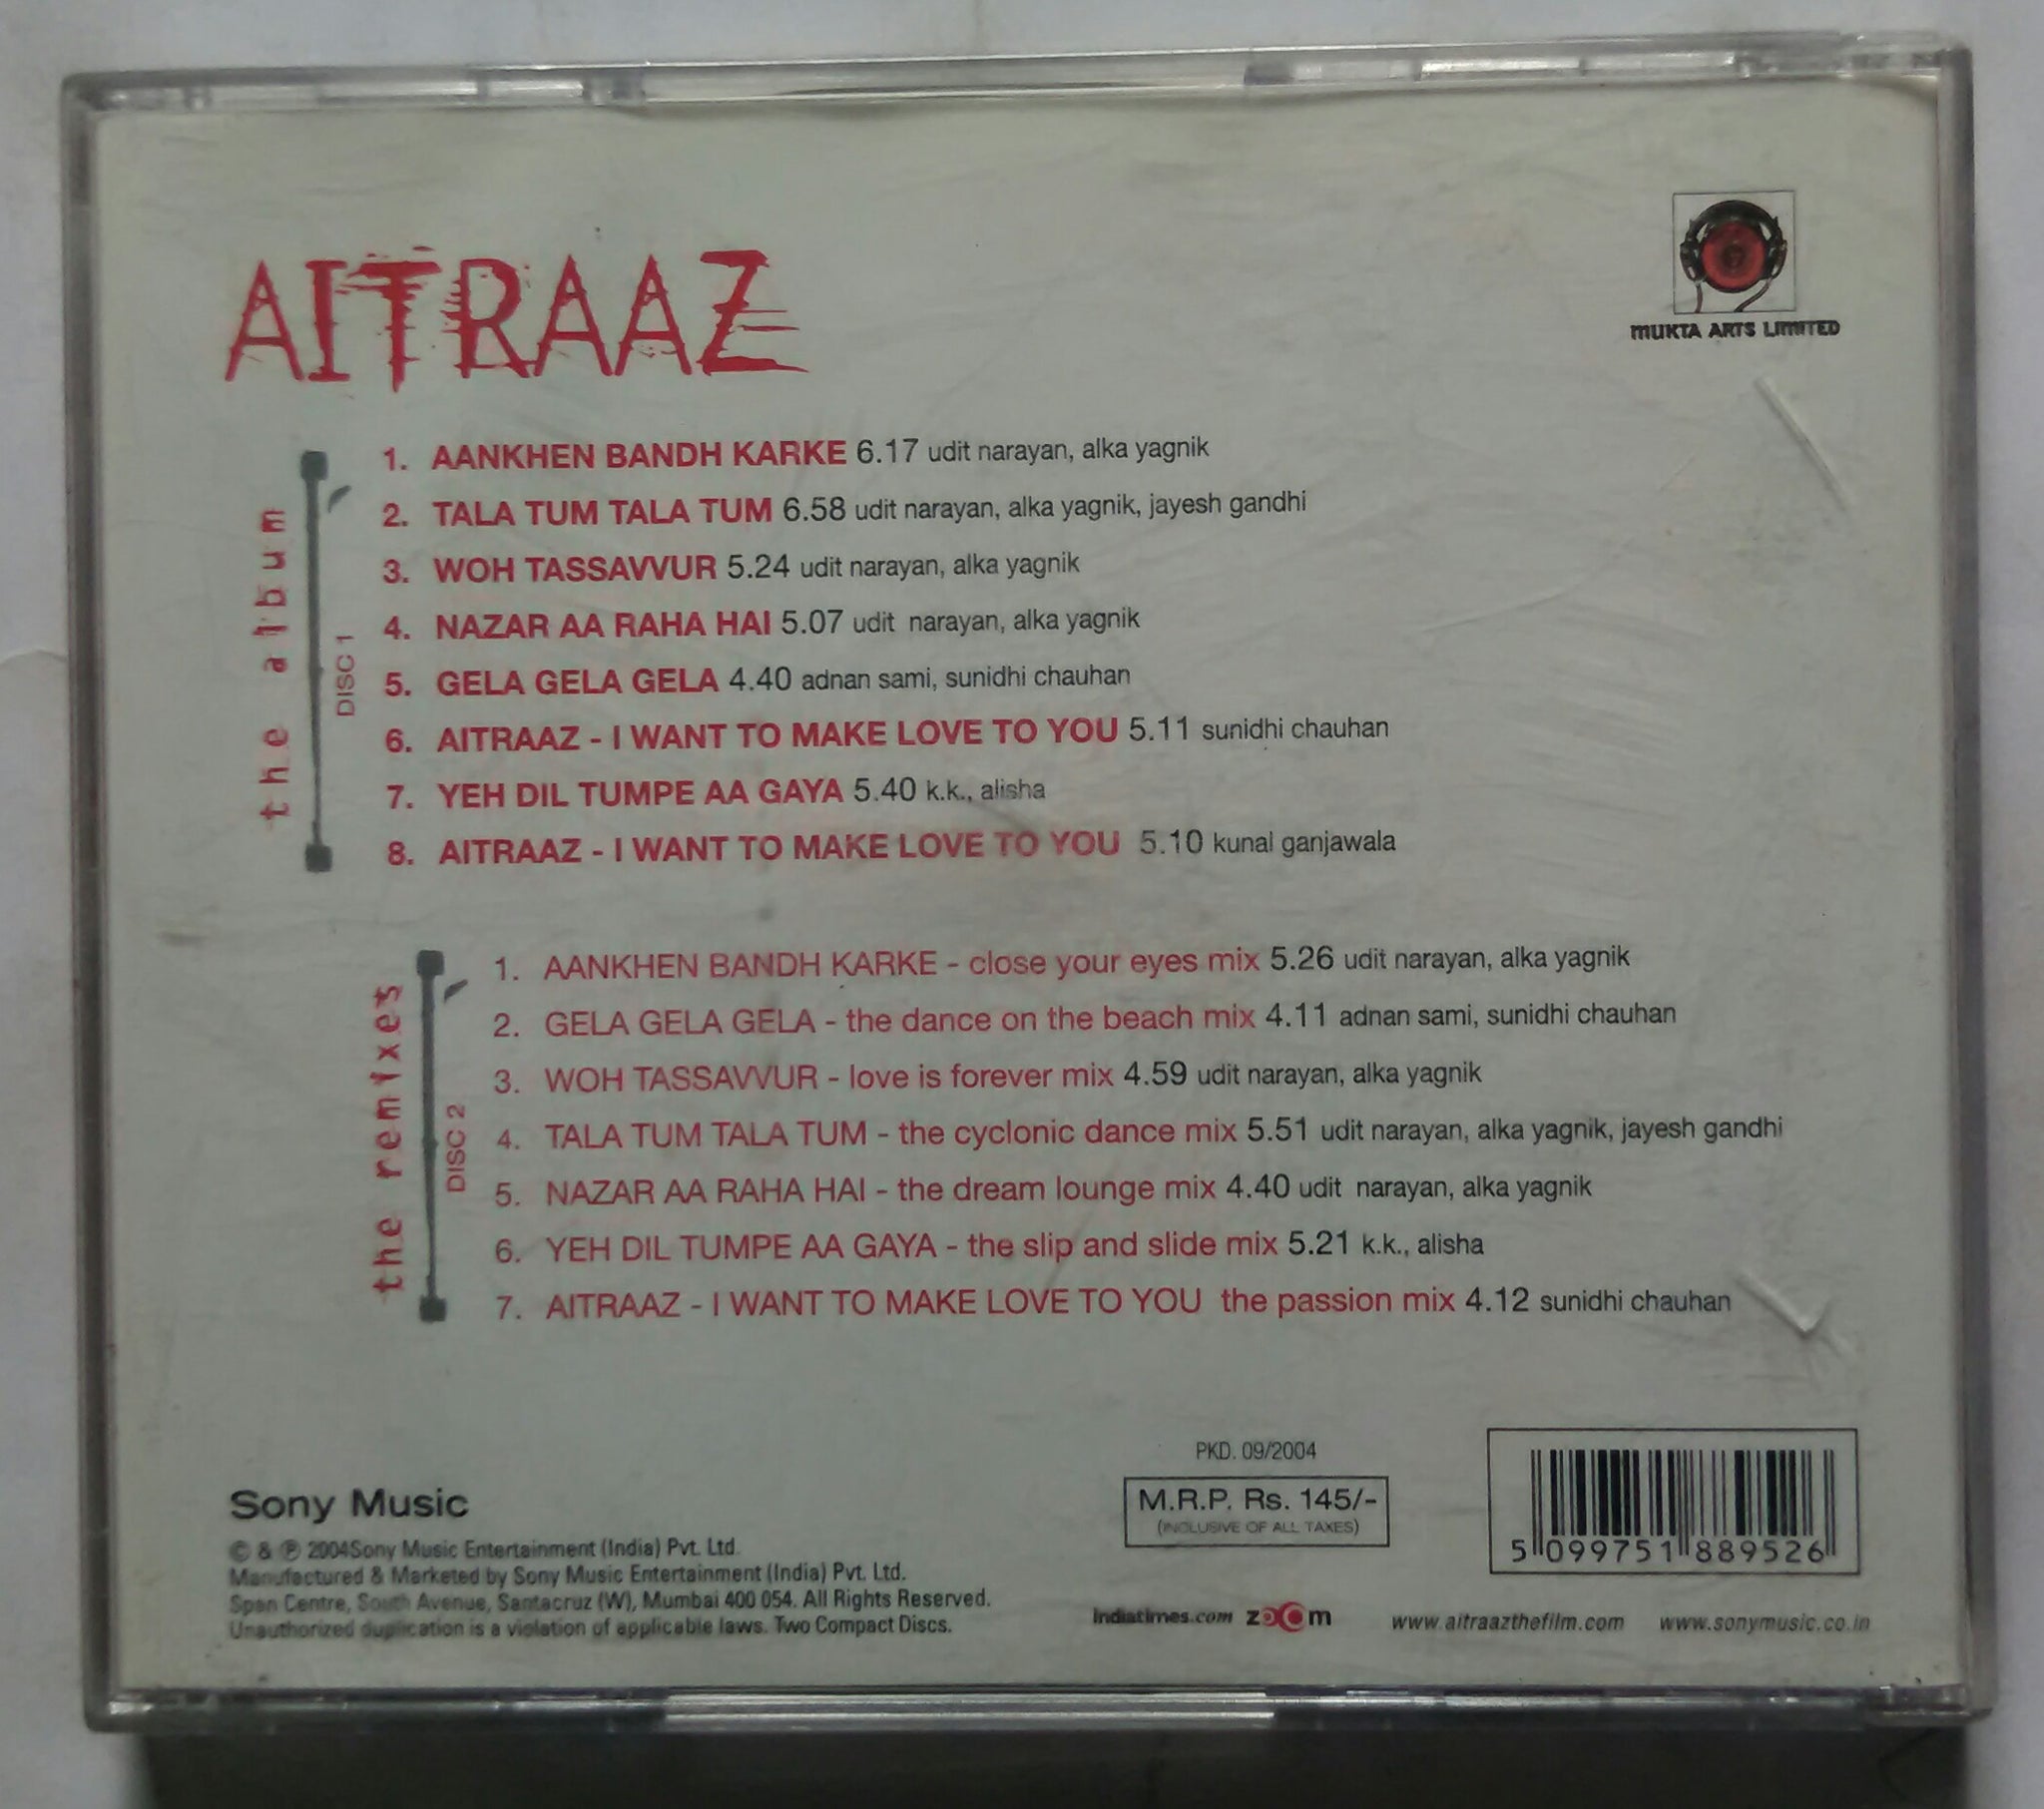 AITRAAZ
MUKTA ARTS LIMITED
the album
DISC 1
1. AANKHEN BANDH KARKE 6.17 udit narayan, alka yagnik
2. TALA TUM TALA TUM 6.58 udit narayan, alka yagnik, jayesh gandhi
3. WOH TASSAVVUR 5.24 udit narayan, alka yagnik
4. NAZAR AA RAHA HAI 5.07 udit narayan, alka yagnik
5. GELA GELA GELA 4.40 adnan sami, sunidhi chauhan
6. AITRAAZ - I WANT TO MAKE LOVE TO YOU 5.11 sunidhi chauhan
7. YEH DIL TUMPE AA GAYA 5.40 k.k., alisha
8. AITRAAZ - I WANT TO MAKE LOVE TO YOU 5.10 kunal ganjawala
the remixes
DISC 2
1. AANKHEN BANDH KARKE - close your eyes mix 5.26 udit narayan, alka yagnik
2. GELA GELA GELA - the dance on the beach mix 4.11 adnan sami, sunidhi chauhan
3. WOH TASSAVVUR - love is forever mix 4.59 udit narayan, alka yagnik
4. TALA TUM TALA TUM - the cyclonic dance mix 5.51 udit narayan, alka yagnik, jayesh gandhi
5. NAZAR AA RAHA HAI - the dream lounge mix 4.40 udit narayan, alka yagnik
6. YEH DIL TUMPE AA GAYA - the slip and slide mix 5.21 k.k., alisha
7. AITRAAZ - I WANT TO MAKE LOVE TO YOU the passion mix 4.12 sunidhi chauhan
Sony Music
© & ℗ 2004Sony Music Entertainment (India) Pvt. Ltd.
Manufactured & Marketed by Sony Music Entertainment (India) Pvt. Ltd.
Span Centre, South Avenue, Santacruz (W), Mumbai 400 054. All Rights Reserved.
Unauthorized duplication is a violation of applicable laws. Two Compact Discs.
PKD. 09/2004
M.R.P. Rs. 145/-
(INCLUSIVE OF ALL TAXES)
5 099751 889526
indiatimes.com zoom
www.aitraazthefilm.com www.sonymusic.co.in